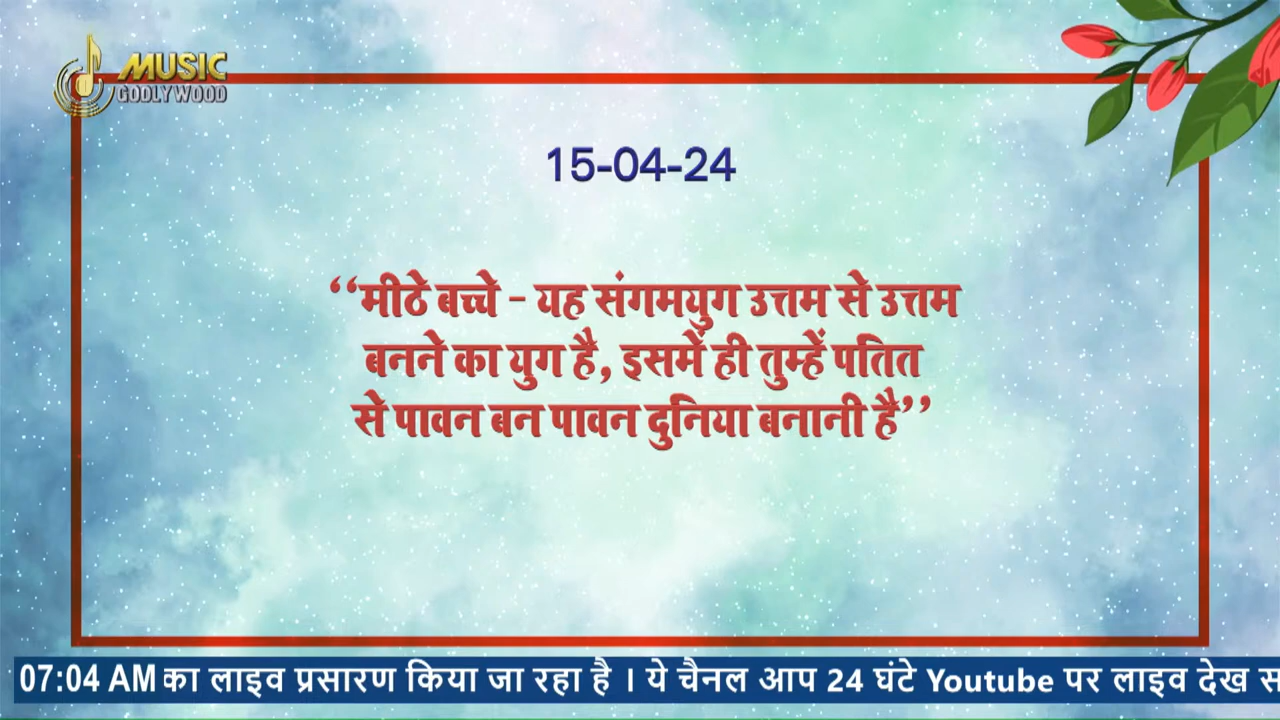 MUSIC
GODLYWOOD
15-04-24
“मीठे बच्चे - यह संगमयुग उत्तम से उत्तम
बनने का युग है, इसमें ही तुम्हें पतित
से पावन बन पावन दुनिया बनानी है”
07:04 AM का लाइव प्रसारण किया जा रहा है । ये चैनल आप 24 घंटे Youtube पर लाइव देख स